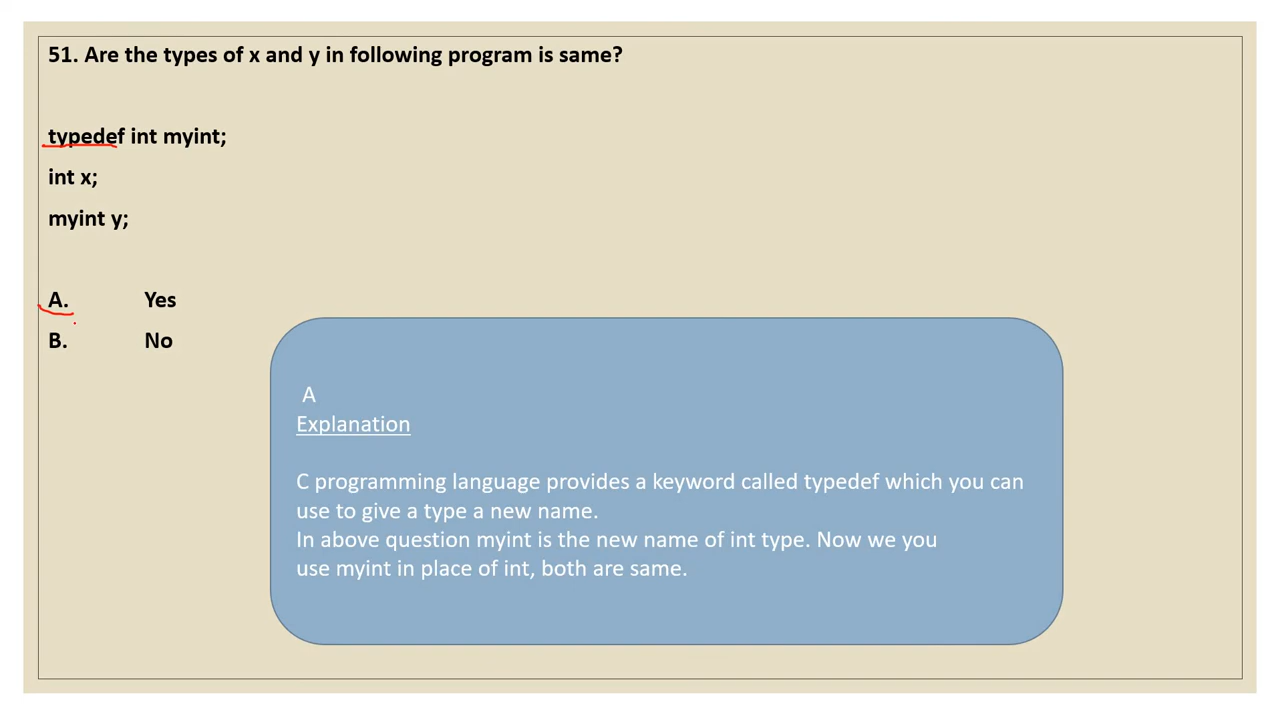 51. Are the types of x and y in following program is same?
typedef int myint;
int x;
myint y;
A. Yes
B. No
A
Explanation
C programming language provides a keyword called typedef which you can
use to give a type a new name.
In above question myint is the new name of int type. Now we you
use myint in place of int, both are same.